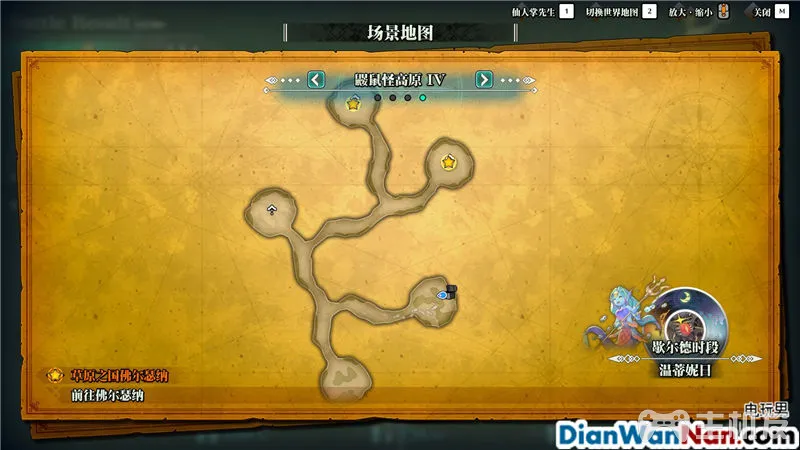 仙人掌先生 1 切换世界地图 2 放大·缩小 关闭 M
场景地图
鼹鼠怪高原 IV
歇尔德时段
温蒂妮日
草原之国佛尔瑟纳
前往佛尔瑟纳
电玩男
DianWanNan.com